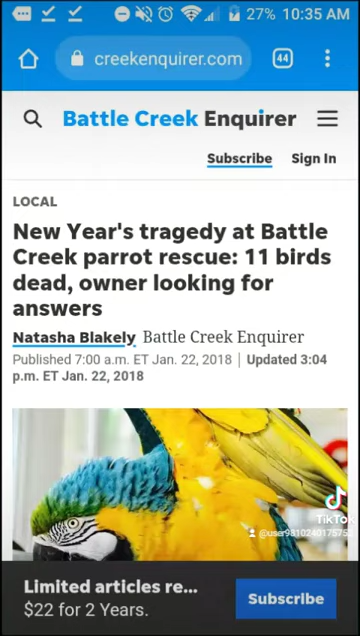 27% 10:35 AM
creekenquirer.com 44
Battle Creek Enquirer
Subscribe Sign In
LOCAL
New Year's tragedy at Battle
Creek parrot rescue: 11 birds
dead, owner looking for
answers
Natasha Blakely Battle Creek Enquirer
Published 7:00 a.m. ET Jan. 22, 2018 | Updated 3:04
p.m. ET Jan. 22, 2018
TikTok
Limited articles re...
$22 for 2 Years.
Subscribe